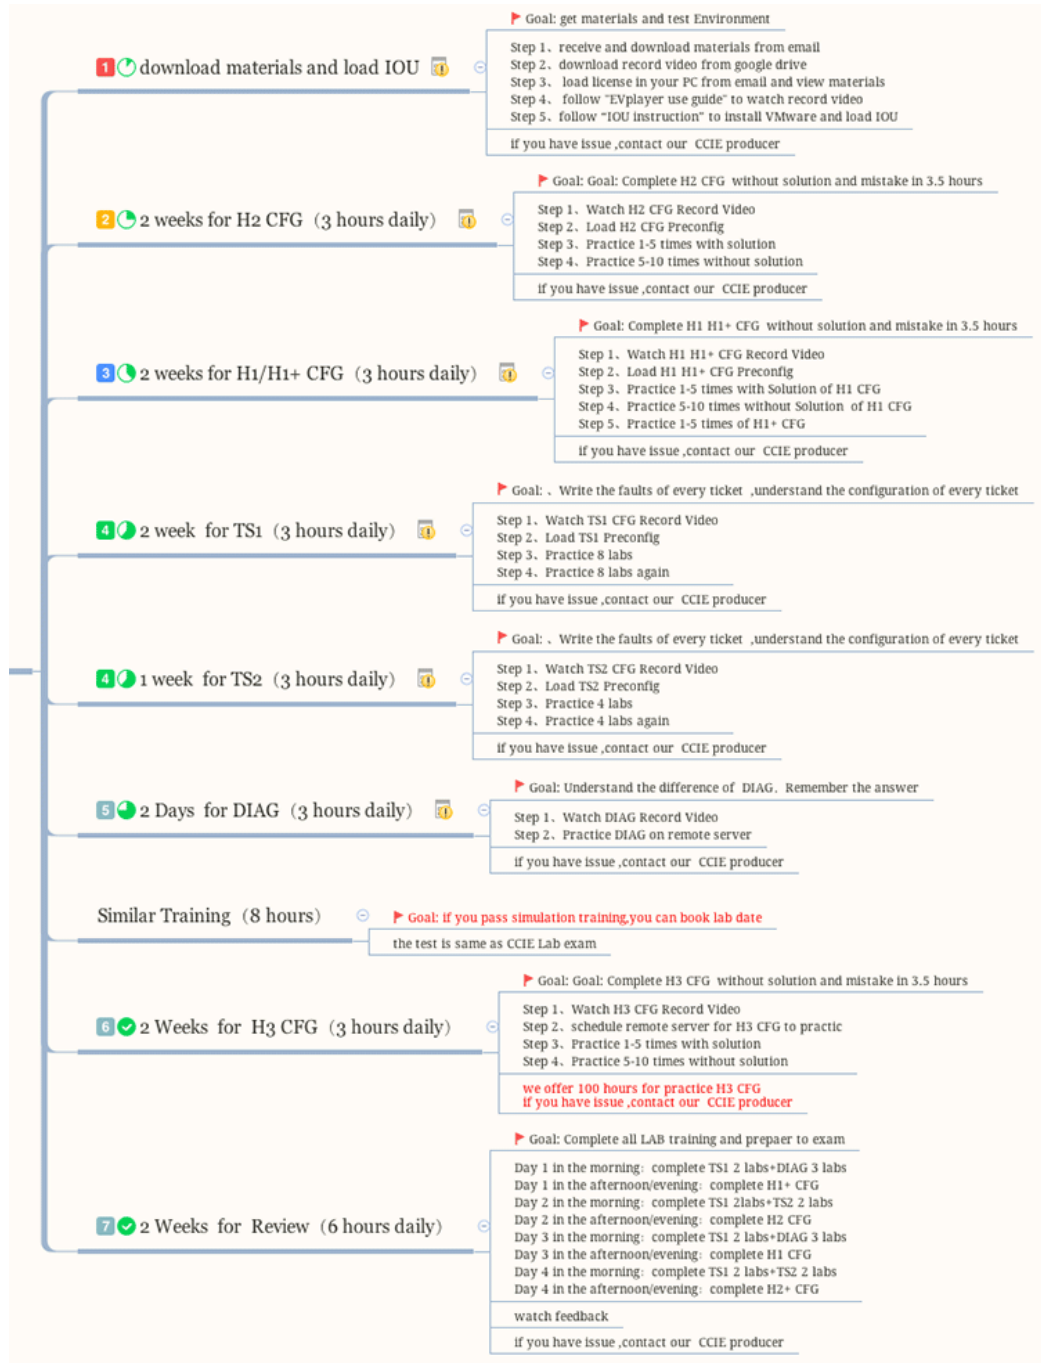 Goal: get materials and test Environment
1 download materials and load IOU
Step 1、receive and download materials from email
Step 2、download record video from google drive
Step 3、 load license in your PC from email and view materials
Step 4、 follow "EVplayer use guide" to watch record video
Step 5、follow “IOU instruction” to install VMware and load IOU
if you have issue ,contact our CCIE producer
Goal: Goal: Complete H2 CFG without solution and mistake in 3.5 hours
2 2 weeks for H2 CFG (3 hours daily)
Step 1、Watch H2 CFG Record Video
Step 2、Load H2 CFG Preconfig
Step 3、Practice 1-5 times with solution
Step 4、Practice 5-10 times without solution
if you have issue ,contact our CCIE producer
Goal: Complete H1 H1+ CFG without solution and mistake in 3.5 hours
3 2 weeks for H1/H1+ CFG (3 hours daily)
Step 1、Watch H1 H1+ CFG Record Video
Step 2、Load H1 H1+ CFG Preconfig
Step 3、Practice 1-5 times with Solution of H1 CFG
Step 4、Practice 5-10 times without Solution of H1 CFG
Step 5、Practice 1-5 times of H1+ CFG
if you have issue ,contact our CCIE producer
Goal: 、Write the faults of every ticket ,understand the configuration of every ticket
4 2 week for TS1 (3 hours daily)
Step 1、Watch TS1 CFG Record Video
Step 2、Load TS1 Preconfig
Step 3、Practice 8 labs
Step 4、Practice 8 labs again
if you have issue ,contact our CCIE producer
Goal: 、Write the faults of every ticket ,understand the configuration of every ticket
4 1 week for TS2 (3 hours daily)
Step 1、Watch TS2 CFG Record Video
Step 2、Load TS2 Preconfig
Step 3、Practice 4 labs
Step 4、Practice 4 labs again
if you have issue ,contact our CCIE producer
Goal: Understand the difference of DIAG. Remember the answer
5 2 Days for DIAG (3 hours daily)
Step 1、Watch DIAG Record Video
Step 2、Practice DIAG on remote server
if you have issue ,contact our CCIE producer
Similar Training (8 hours)
Goal: if you pass simulation training,you can book lab date
the test is same as CCIE Lab exam
Goal: Goal: Complete H3 CFG without solution and mistake in 3.5 hours
6 2 Weeks for H3 CFG (3 hours daily)
Step 1、Watch H3 CFG Record Video
Step 2、schedule remote server for H3 CFG to practic
Step 3、Practice 1-5 times with solution
Step 4、Practice 5-10 times without solution
we offer 100 hours for practice H3 CFG
if you have issue ,contact our CCIE producer
Goal: Complete all LAB training and prepaer to exam
7 2 Weeks for Review (6 hours daily)
Day 1 in the morning: complete TS1 2 labs+DIAG 3 labs
Day 1 in the afternoon/evening: complete H1+ CFG
Day 2 in the morning: complete TS1 2labs+TS2 2 labs
Day 2 in the afternoon/evening: complete H2 CFG
Day 3 in the morning: complete TS1 2 labs+DIAG 3 labs
Day 3 in the afternoon/evening: complete H1 CFG
Day 4 in the morning: complete TS1 2 labs+TS2 2 labs
Day 4 in the afternoon/evening: complete H2+ CFG
watch feedback
if you have issue ,contact our CCIE producer